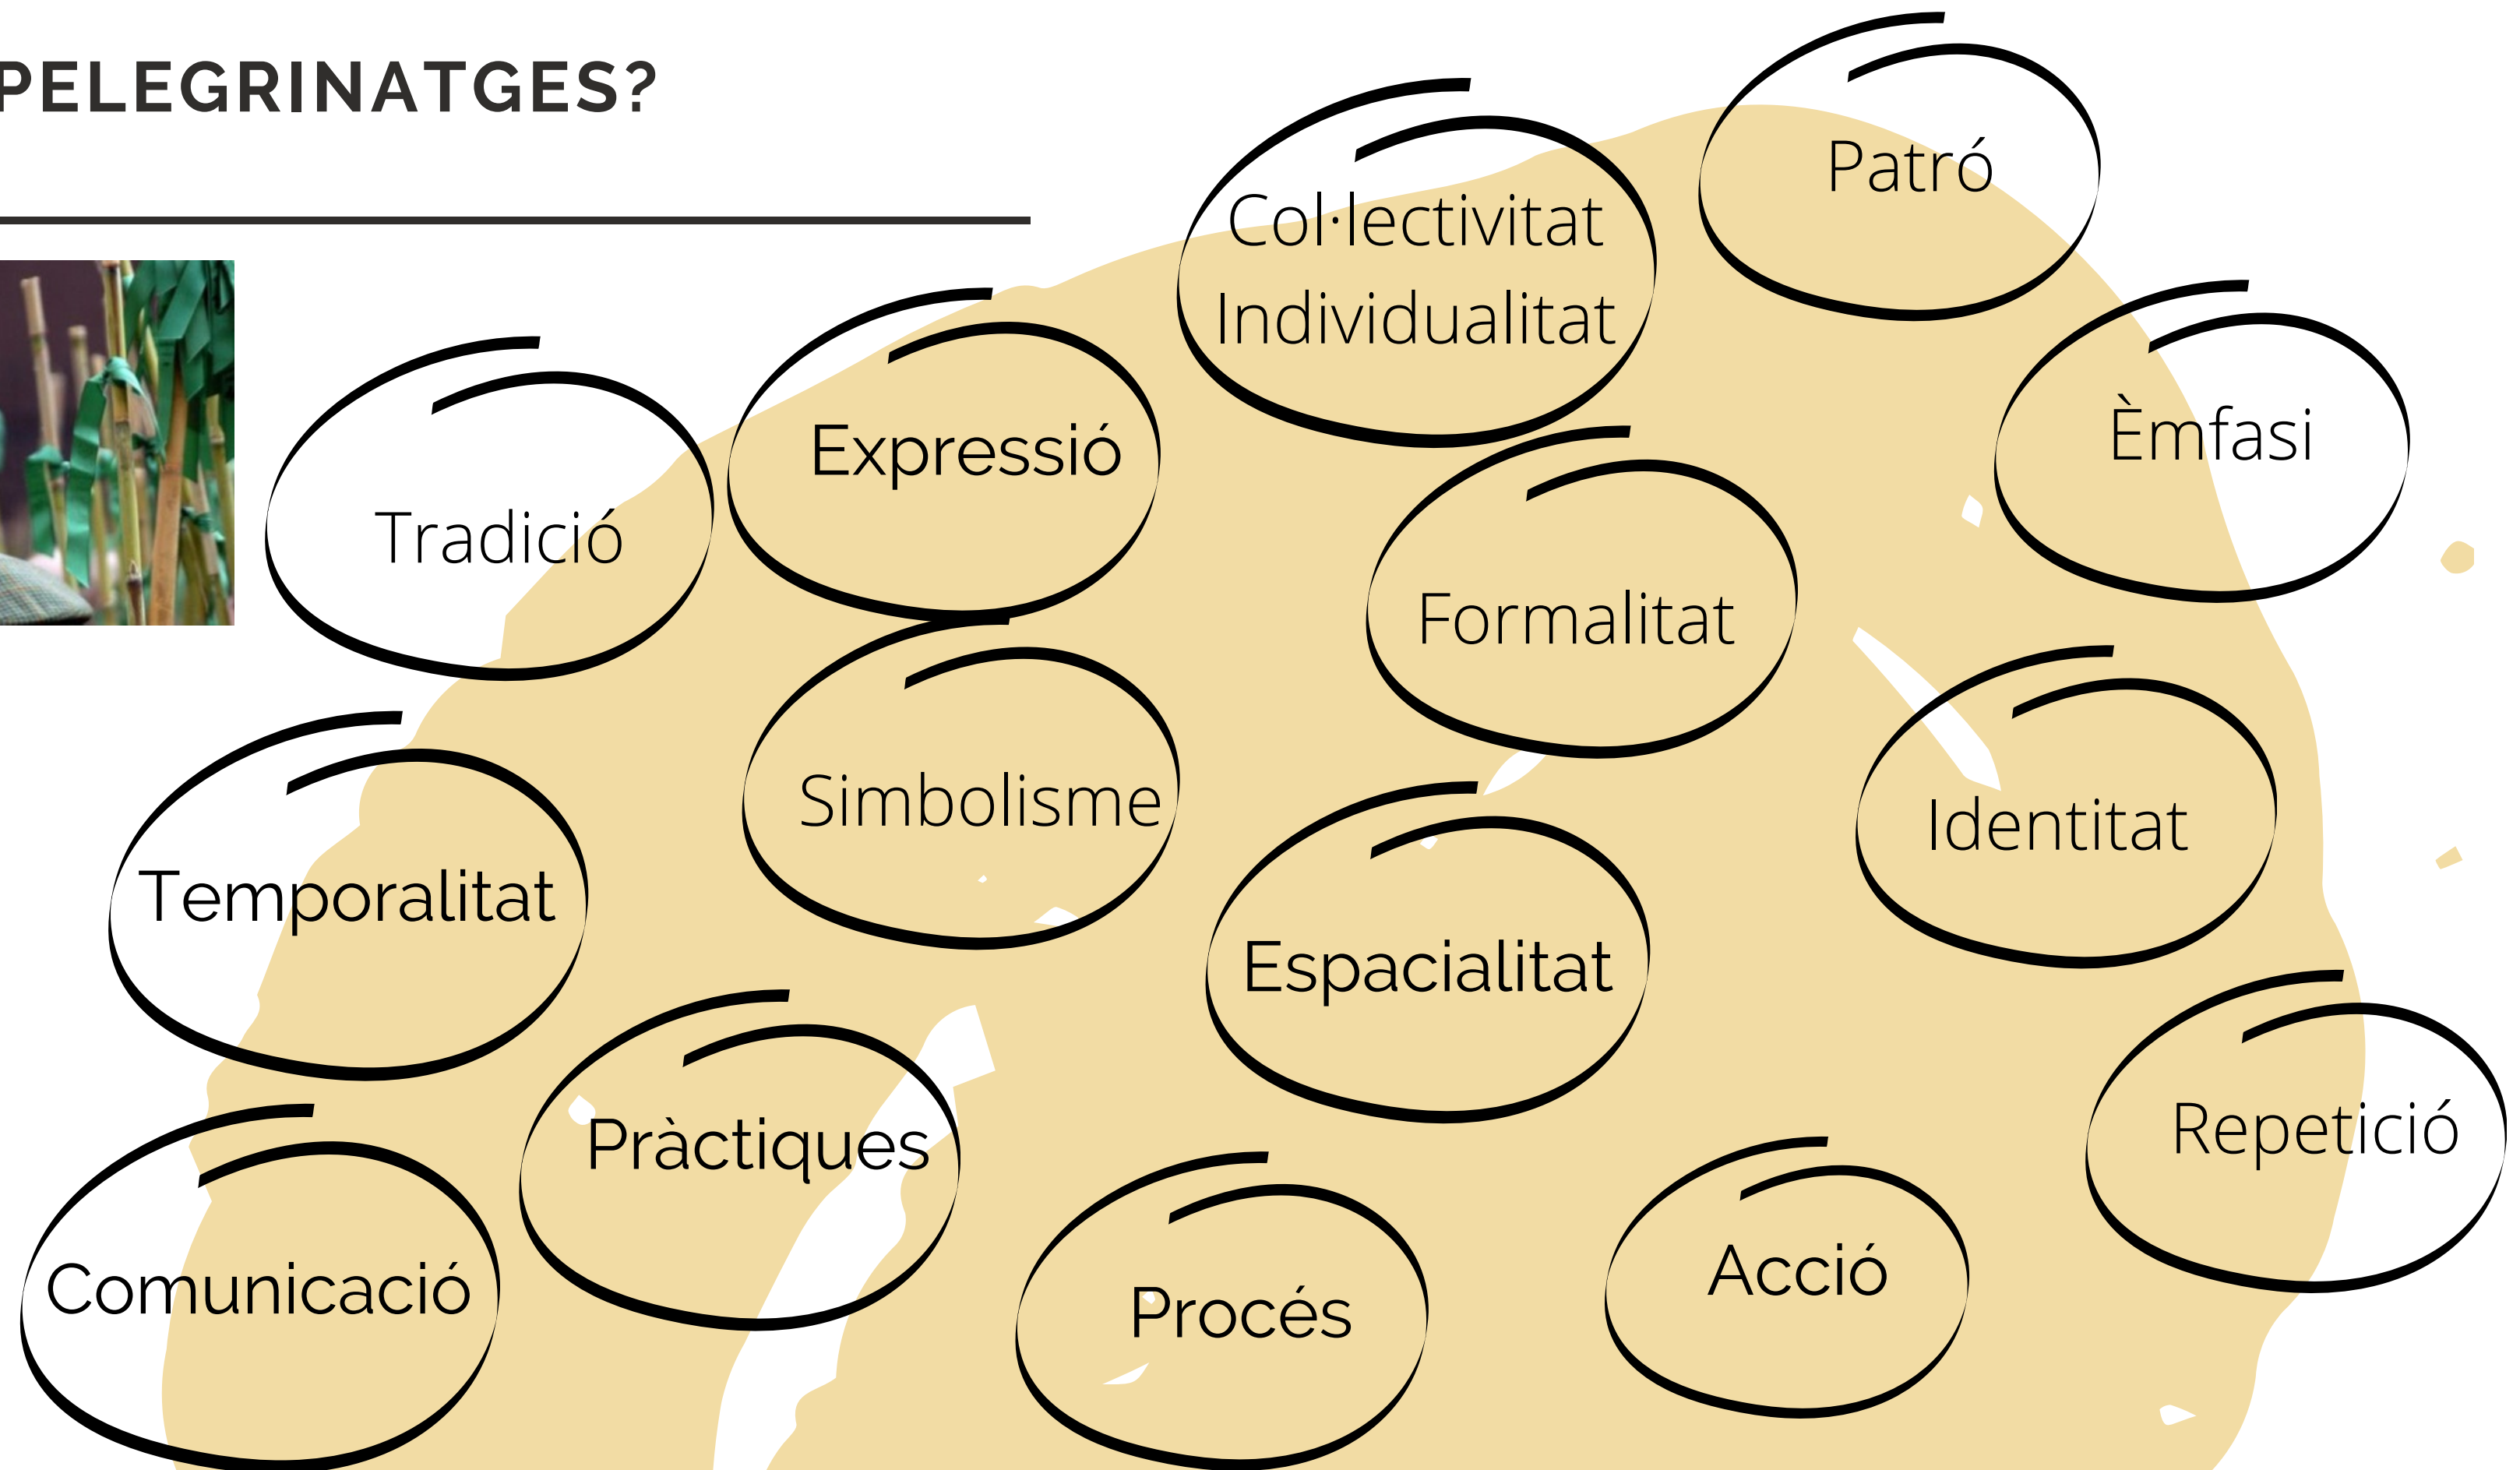 PELEGRINATGES?
Patró
Col·lectivitat
Individualitat
Èmfasi
Expressió
Tradició
Formalitat
Simbolisme
Identitat
Temporalitat
Espacialitat
Repetició
Pràctiques
Acció
Comunicació
Procés